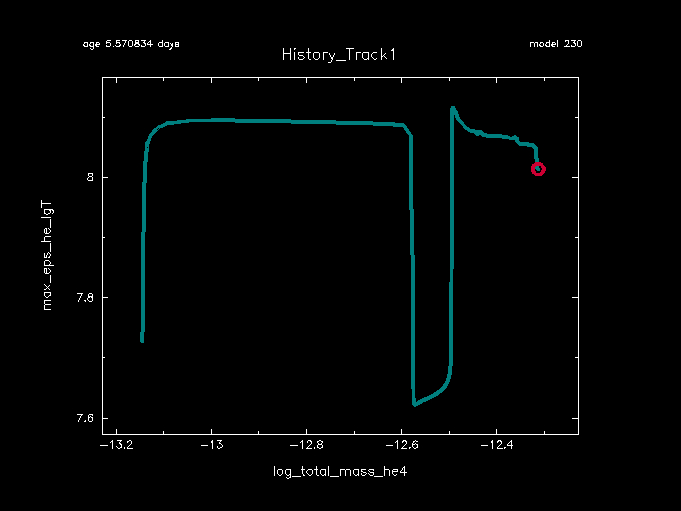 age 5.570834 days
model 230
History_Track1
max_eps_he_lgT
8
7.8
7.6
−13.2
−13
−12.8
−12.6
−12.4
log_total_mass_he4